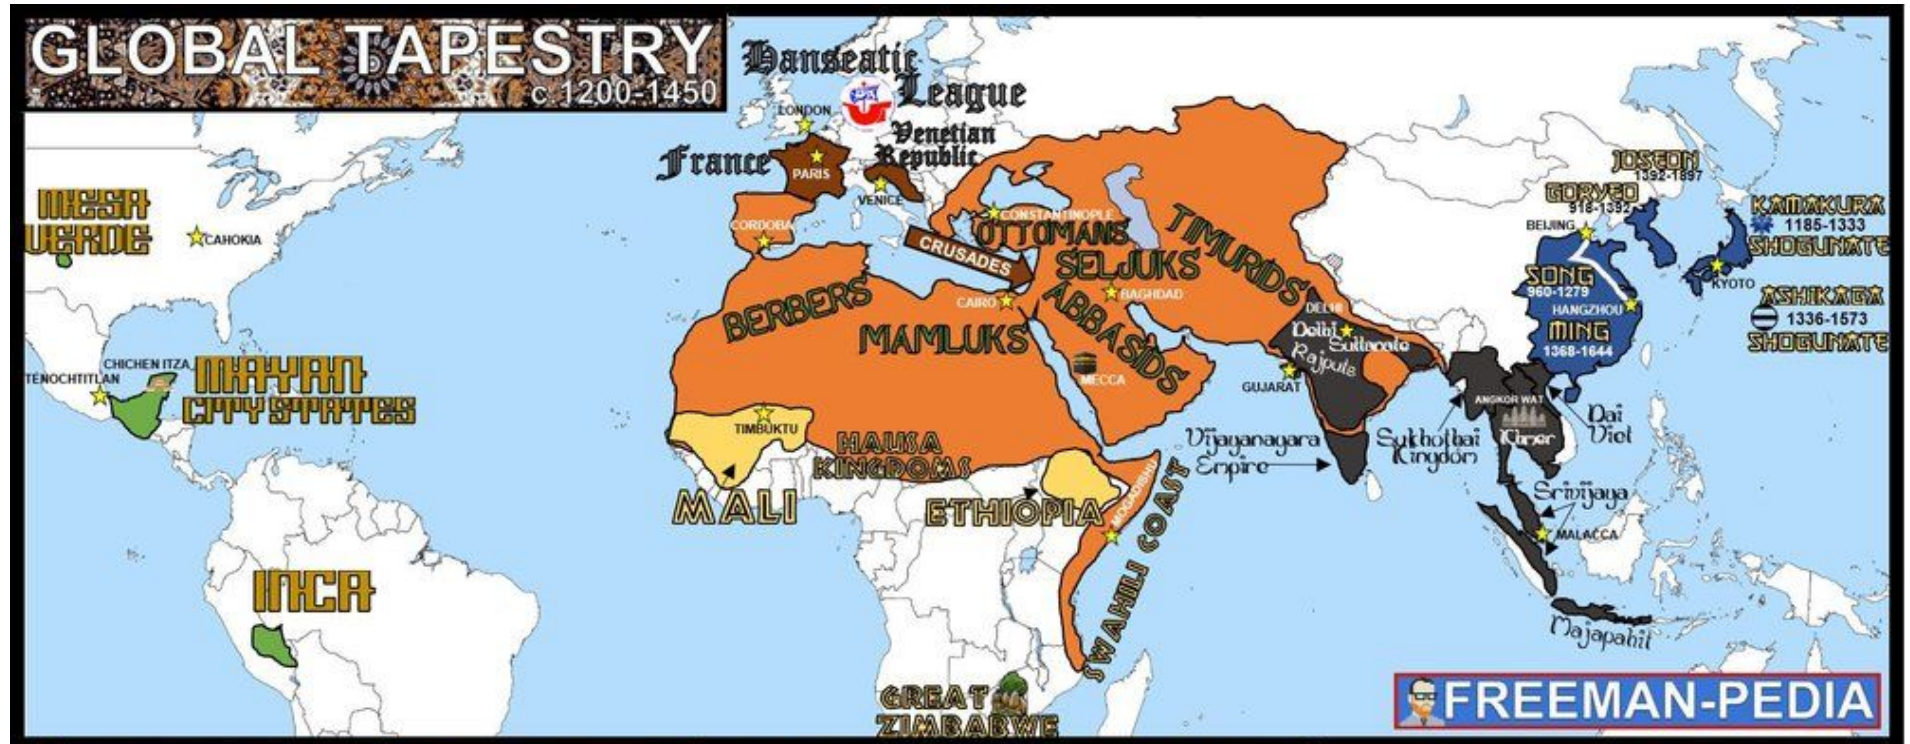 GLOBAL TAPESTRY
c 1200-1450
Hanseatic
League
LONDON
Venetian
Republic
France
PARIS
VENICE
MESA
VERDE
CAHOKIA
CORDOBA
CONSTANTINOPLE
OTTOMANS
CRUSADES
SELJUKS
TIMURIDS
BERBERS
CAIRO
BAGHDAD
MAMLUKS
ABBASIDS
MECCA
JOSEON
1392-1897
GORYEO
918-1392
BEIJING
KAMAKURA
1185-1333
SHOGUNATE
SONG
960-1279
HANGZHOU
KYOTO
MING
1368-1644
ASHIKAGA
1336-1573
SHOGUNATE
DELHI
Delhi
Sultanate
Rajputs
GUJARAT
CHICHEN ITZA
TENOCHTITLAN
MAYAN
CITY STATES
TIMBUKTU
HAUSA
KINGDOMS
MALI
ETHIOPIA
MOGADISHU
SWAHILI COAST
Vijayanagara
Empire
Sukhothai
Kingdom
ANGKOR WAT
Khmer
Dai
Viet
Srivijaya
MALACCA
Majapahit
INCA
GREAT
ZIMBABWE
FREEMAN-PEDIA